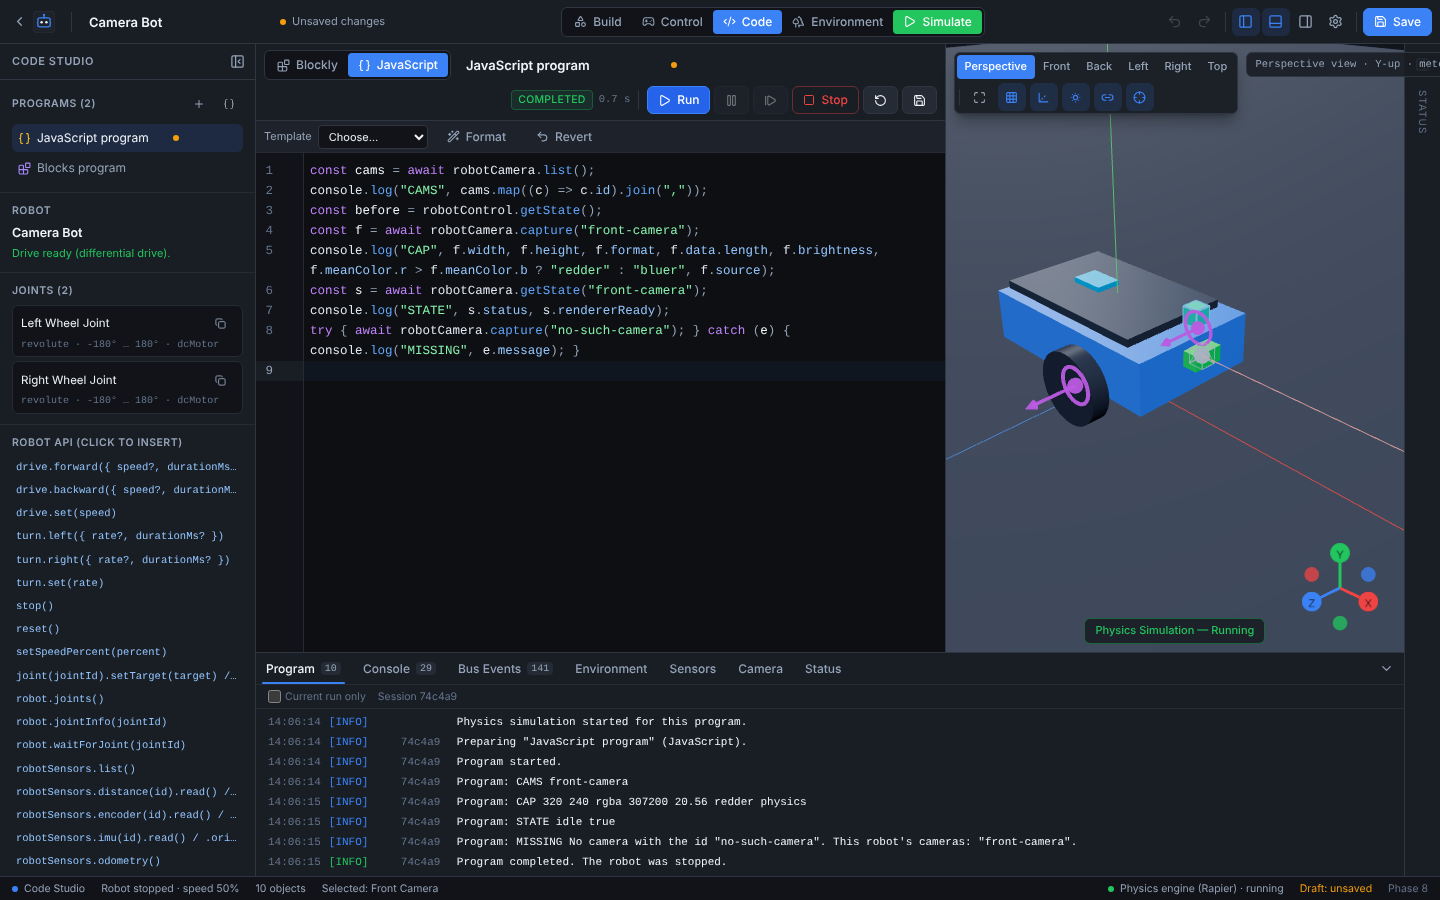 Camera Bot
Unsaved changes
Build
Control
Code
Environment
Simulate
Save
CODE STUDIO
PROGRAMS (2)
{ }
{ } JavaScript program
Blocks program
ROBOT
Camera Bot
Drive ready (differential drive).
JOINTS (2)
Left Wheel Joint
revolute · -180° … 180° · dcMotor
Right Wheel Joint
revolute · -180° … 180° · dcMotor
ROBOT API (CLICK TO INSERT)
drive.forward({ speed?, durationMs…
drive.backward({ speed?, durationM…
drive.set(speed)
turn.left({ rate?, durationMs? })
turn.right({ rate?, durationMs? })
turn.set(rate)
stop()
reset()
setSpeedPercent(percent)
joint(jointId).setTarget(target) /…
robot.joints()
robot.jointInfo(jointId)
robot.waitForJoint(jointId)
robotSensors.list()
robotSensors.distance(id).read() /…
robotSensors.encoder(id).read() / …
robotSensors.imu(id).read() / .ori…
robotSensors.odometry()
Blockly
{ } JavaScript
JavaScript program
COMPLETED 0.7 s
Run
Stop
Template
Choose...
Format
Revert
1 const cams = await robotCamera.list();
2 console.log("CAMS", cams.map((c) => c.id).join(","));
3 const before = robotControl.getState();
4 const f = await robotCamera.capture("front-camera");
5 console.log("CAP", f.width, f.height, f.format, f.data.length, f.brightness,
f.meanColor.r > f.meanColor.b ? "redder" : "bluer", f.source);
6 const s = await robotCamera.getState("front-camera");
7 console.log("STATE", s.status, s.rendererReady);
8 try { await robotCamera.capture("no-such-camera"); } catch (e) {
console.log("MISSING", e.message); }
9
Perspective
Front
Back
Left
Right
Top
Perspective view · Y-up · mete
STATUS
Y
Z
X
Physics Simulation — Running
Program 10
Console 29
Bus Events 141
Environment
Sensors
Camera
Status
Current run only
Session 74c4a9
14:06:14 [INFO] Physics simulation started for this program.
14:06:14 [INFO] 74c4a9 Preparing "JavaScript program" (JavaScript).
14:06:14 [INFO] 74c4a9 Program started.
14:06:15 [INFO] 74c4a9 Program: CAMS front-camera
14:06:15 [INFO] 74c4a9 Program: CAP 320 240 rgba 307200 20.56 redder physics
14:06:15 [INFO] 74c4a9 Program: STATE idle true
14:06:15 [INFO] 74c4a9 Program: MISSING No camera with the id "no-such-camera". This robot's cameras: "front-camera".
14:06:15 [INFO] 74c4a9 Program completed. The robot was stopped.
Code Studio
Robot stopped · speed 50%
10 objects
Selected: Front Camera
Physics engine (Rapier) · running
Draft: unsaved
Phase 8